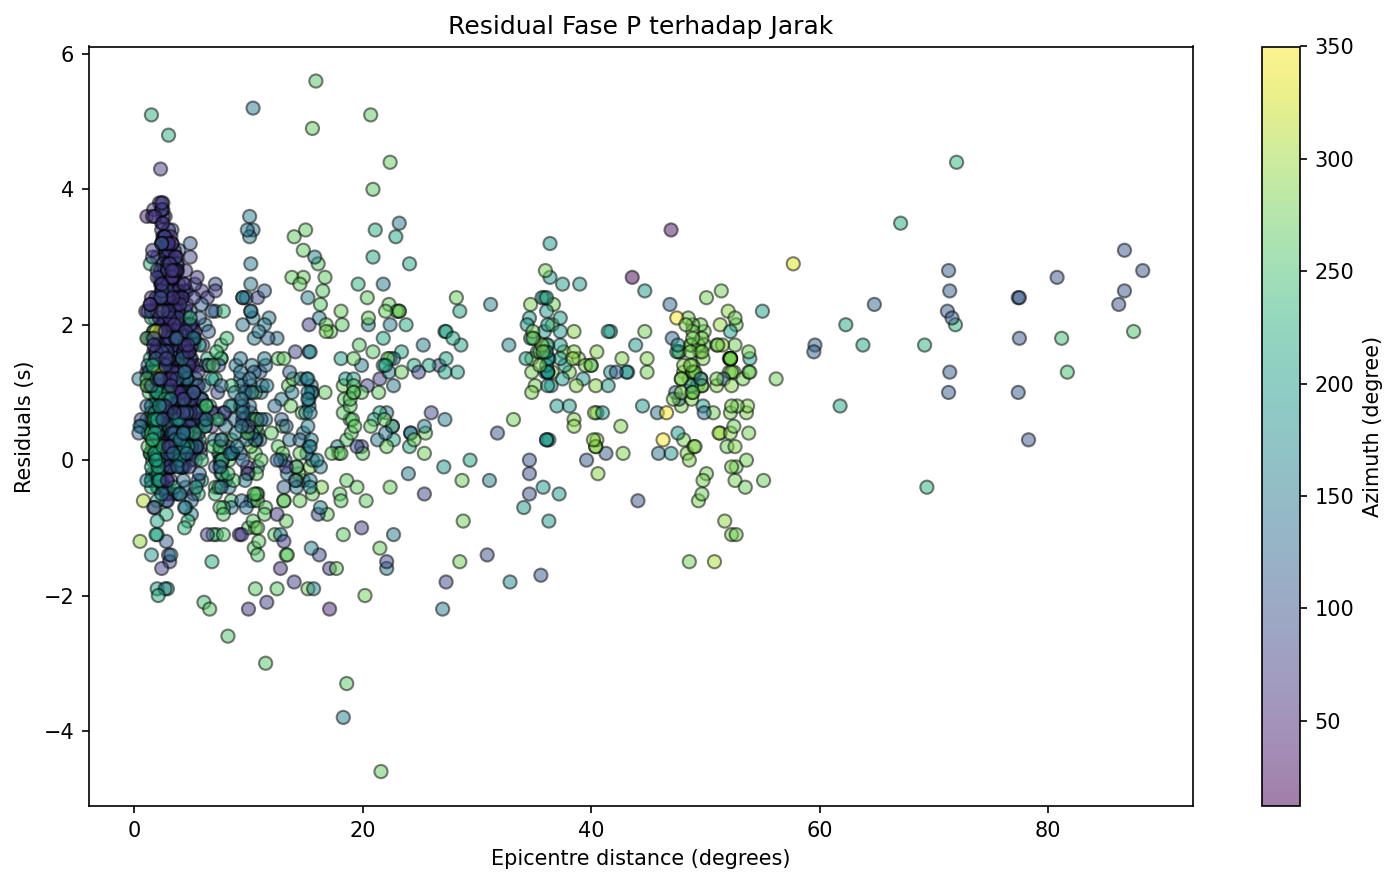 Residual Fase P terhadap Jarak
Residuals (s)
6
4
2
0
−2
−4
0 20 40 60 80
Epicentre distance (degrees)
350
300
250
200
150
100
50
Azimuth (degree)